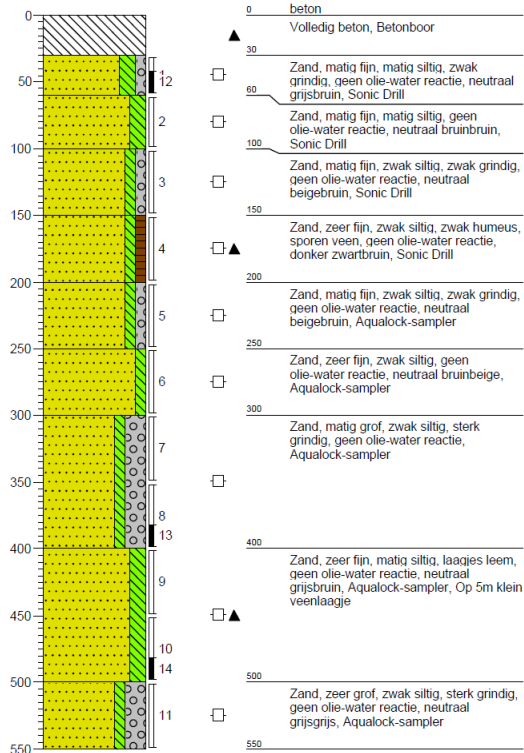 0
50
100
150
200
250
300
350
400
450
500
550
1
12
2
3
4
5
6
7
8
13
9
10
14
11
0
beton
Volledig beton, Betonboor
30
Zand, matig fijn, matig siltig, zwak
grindig, geen olie-water reactie, neutraal
grijsbruin, Sonic Drill
60
Zand, matig fijn, matig siltig, geen
olie-water reactie, neutraal bruinbruin,
Sonic Drill
100
Zand, matig fijn, zwak siltig, zwak grindig,
geen olie-water reactie, neutraal
beigebruin, Sonic Drill
150
Zand, zeer fijn, zwak siltig, zwak humeus,
sporen veen, geen olie-water reactie,
donker zwartbruin, Sonic Drill
200
Zand, matig fijn, zwak siltig, zwak grindig,
geen olie-water reactie, neutraal
beigebruin, Aqualock-sampler
250
Zand, zeer fijn, zwak siltig, geen
olie-water reactie, neutraal bruinbeige,
Aqualock-sampler
300
Zand, matig grof, zwak siltig, sterk
grindig, geen olie-water reactie,
Aqualock-sampler
400
Zand, zeer fijn, matig siltig, laagjes leem,
geen olie-water reactie, neutraal
grijsbruin, Aqualock-sampler, Op 5m klein
veenlaagje
500
Zand, zeer grof, zwak siltig, sterk grindig,
geen olie-water reactie, neutraal
grijsgrijs, Aqualock-sampler
550